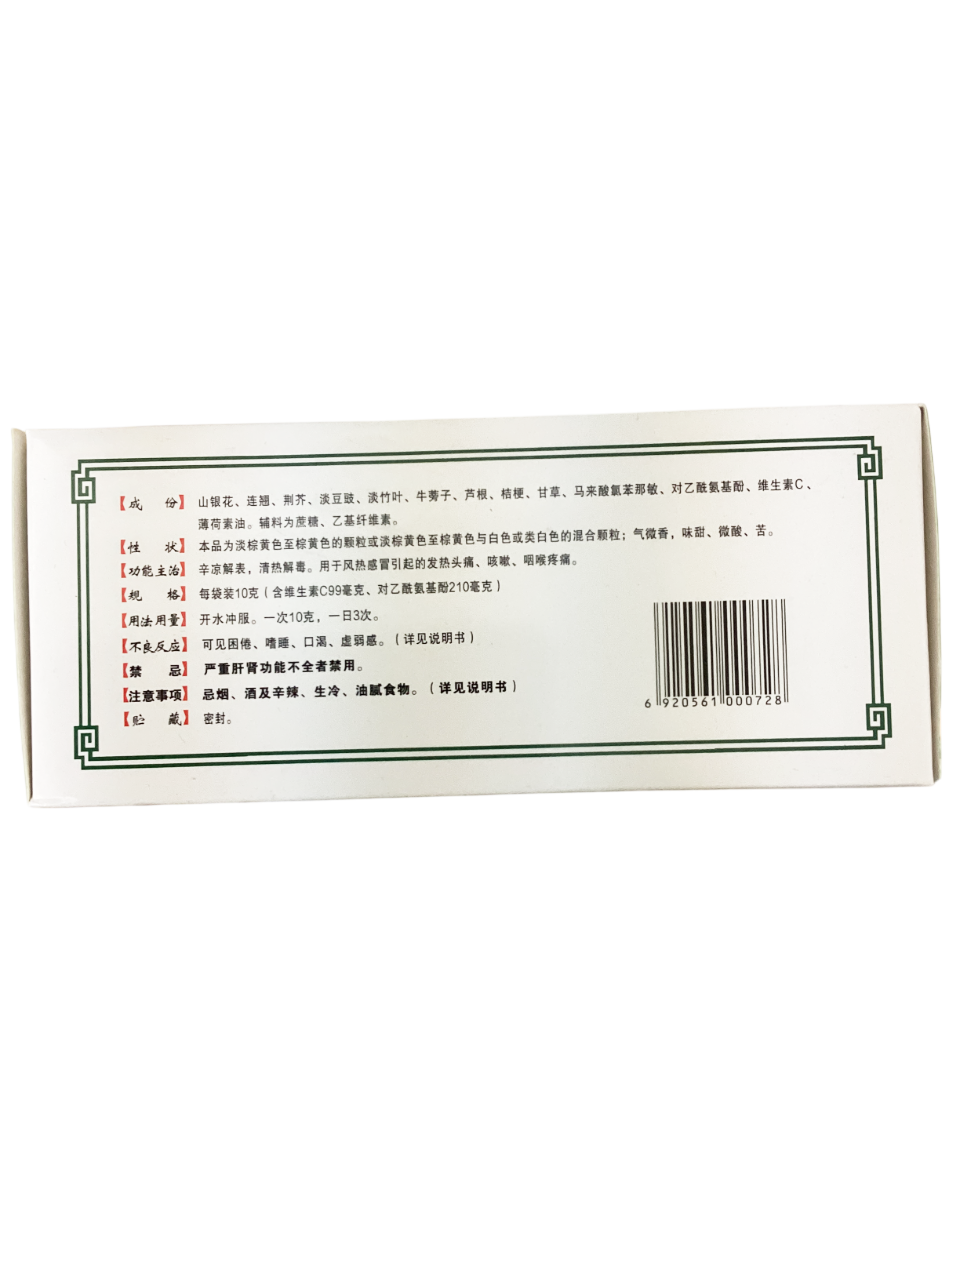 【成 份】 山银花、连翘、荆芥、淡豆豉、淡竹叶、牛蒡子、芦根、桔梗、甘草、马来酸氯苯那敏、对乙酰氨基酚、维生素C、
薄荷素油。辅料为蔗糖、乙基纤维素。
【性 状】 本品为淡棕黄色至棕黄色的颗粒或淡棕黄色至棕黄色与白色或类白色的混合颗粒；气微香，味甜、微酸、苦。
【功能主治】 辛凉解表，清热解毒。用于风热感冒引起的发热头痛、咳嗽、咽喉疼痛。
【规 格】 每袋装10克（含维生素C99毫克、对乙酰氨基酚210毫克）
【用法用量】 开水冲服。一次10克，一日3次。
【不良反应】 可见困倦、嗜睡、口渴、虚弱感。（详见说明书）
【禁 忌】 严重肝肾功能不全者禁用。
【注意事项】 忌烟、酒及辛辣、生冷、油腻食物。（详见说明书）
【贮 藏】 密封。
6 920561 000728